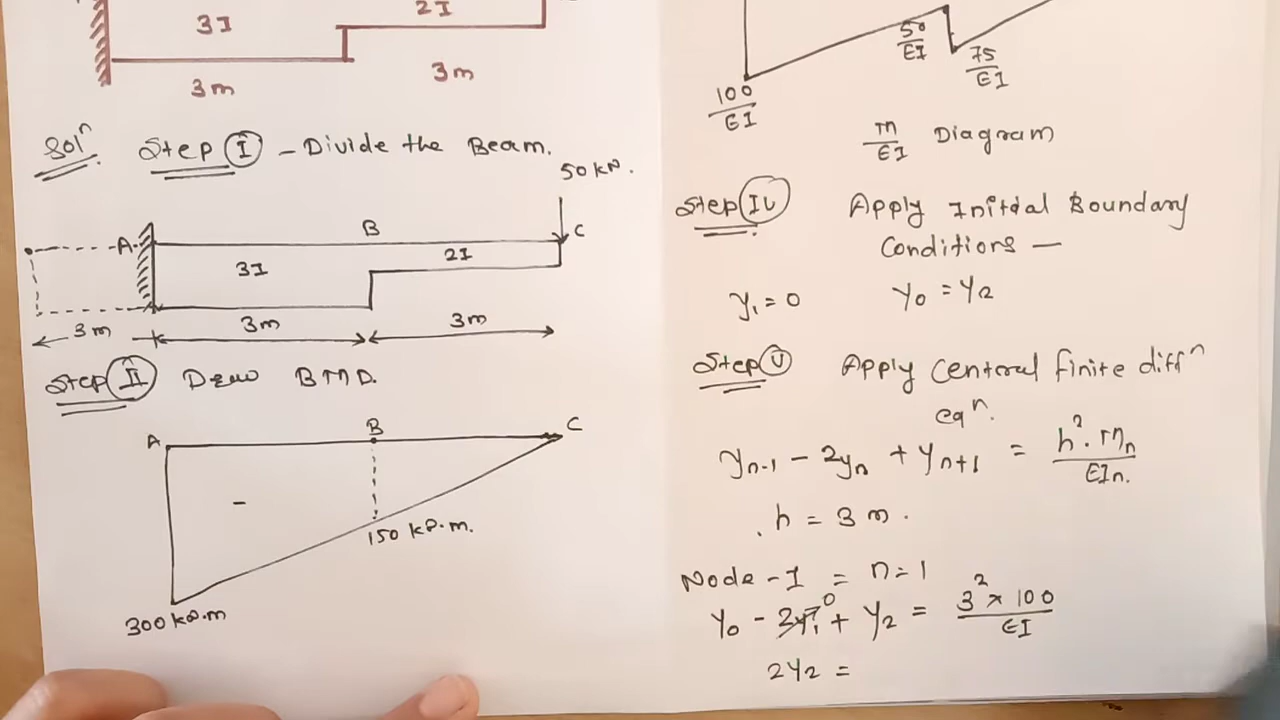 3I
2I
3m
3m
Solⁿ. Step I - Divide the Beam.
50 kN.
A
B
C
3I
2I
3m
3m
3m
Step II Draw BMD.
A
B
C
-
150 kN.m.
300 kN.m
100/EI
50/EI
75/EI
M/EI Diagram
Step IV Apply Initial Boundary
Conditions —
y₁ = 0 y₀ = y₂
Step V Apply Central finite diffⁿ
eqⁿ.
yₙ₋₁ - 2yₙ + yₙ₊₁ = h².Mₙ/EIₙ.
h = 3 m.
Node - I = n = 1
y₀ - 2y₁⁰ + y₂ = 3² × 100/EI
2y₂ =